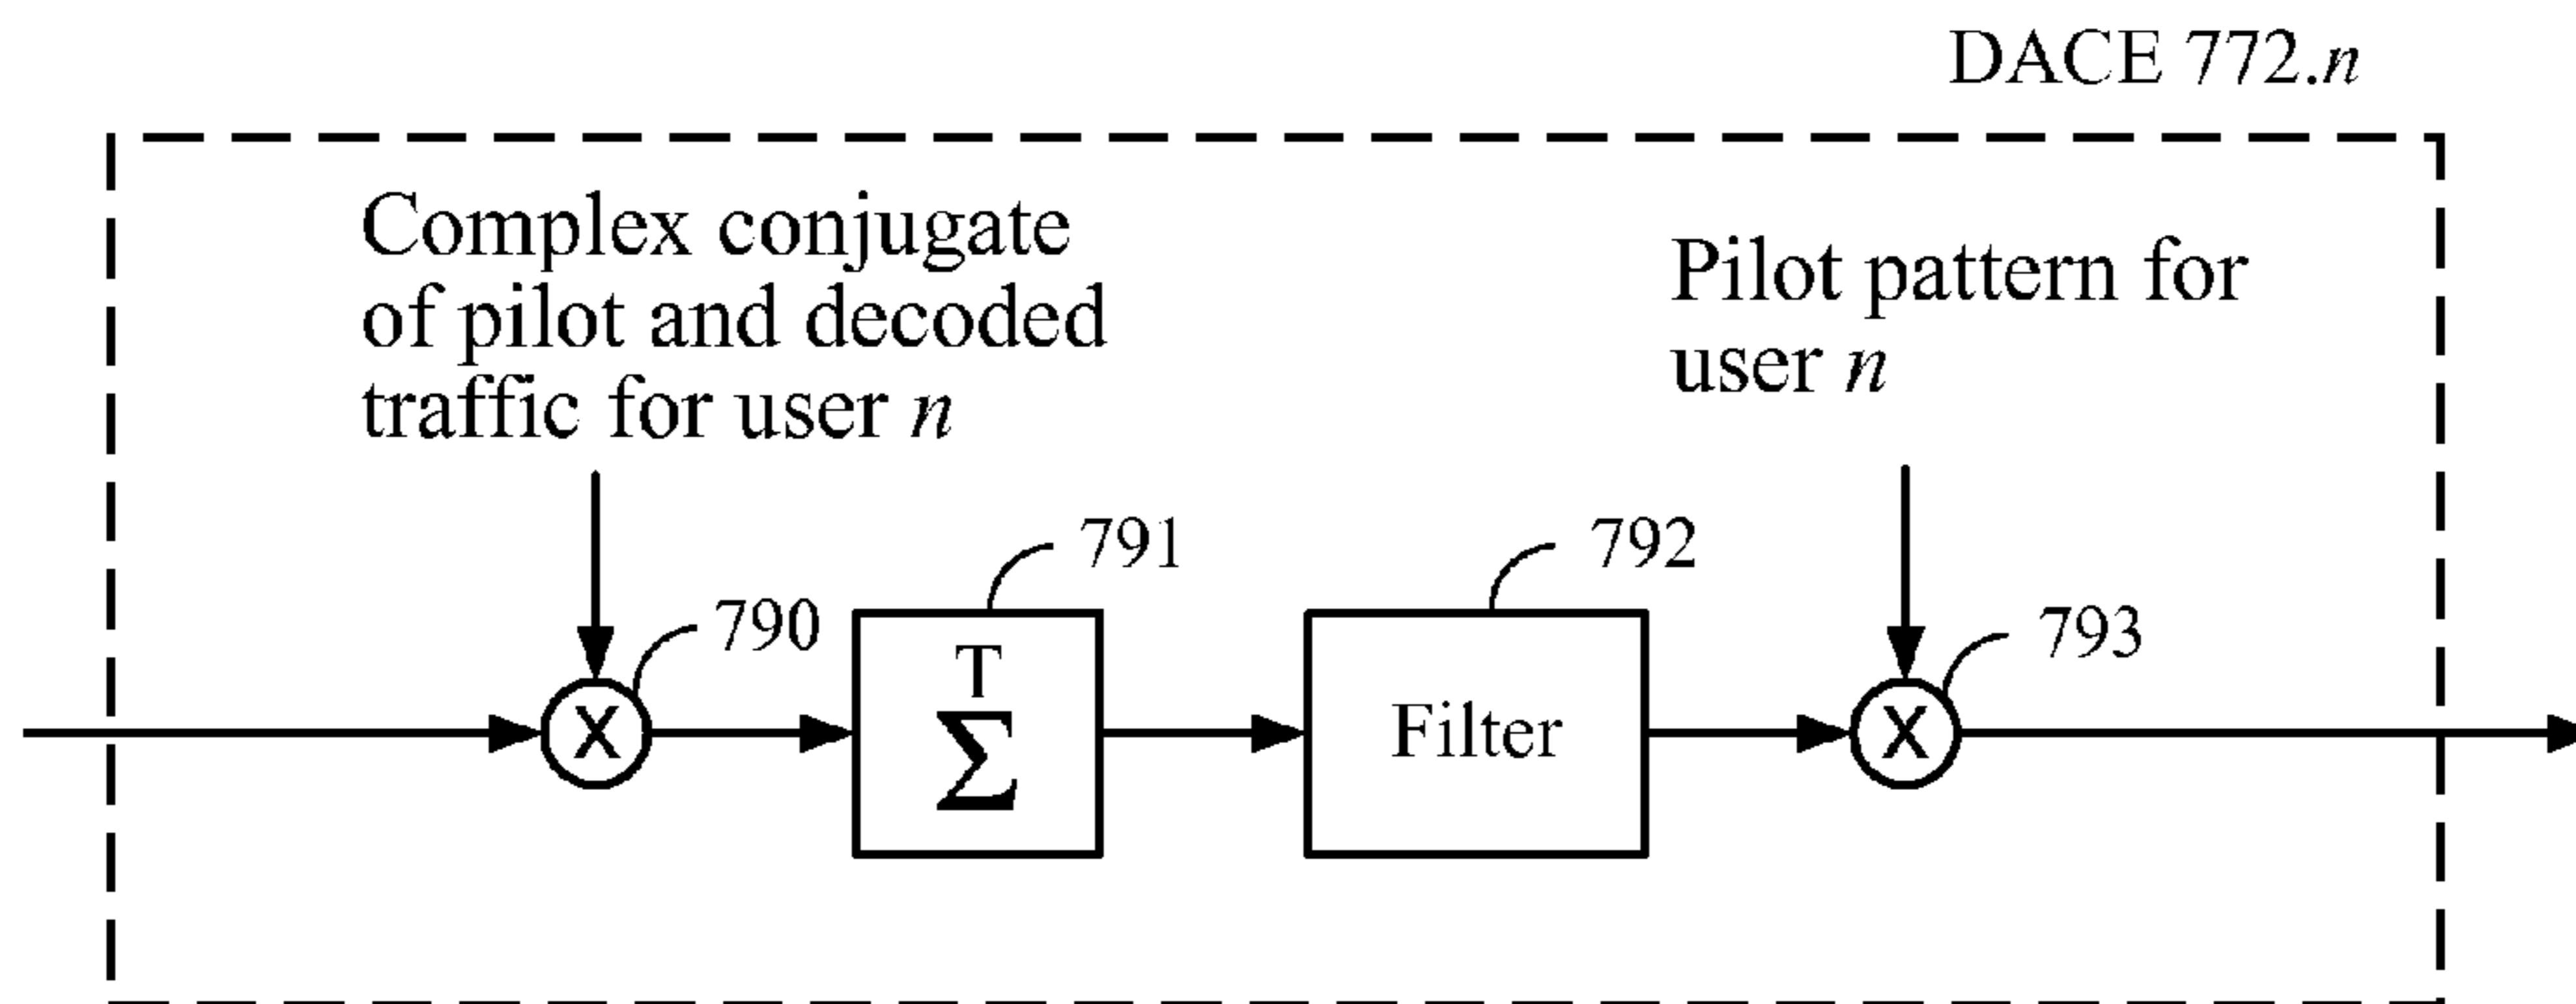 DACE 772.n
Complex conjugate
of pilot and decoded
traffic for user n
Pilot pattern for
user n
790
791
792
793
X
T
Σ
Filter
X